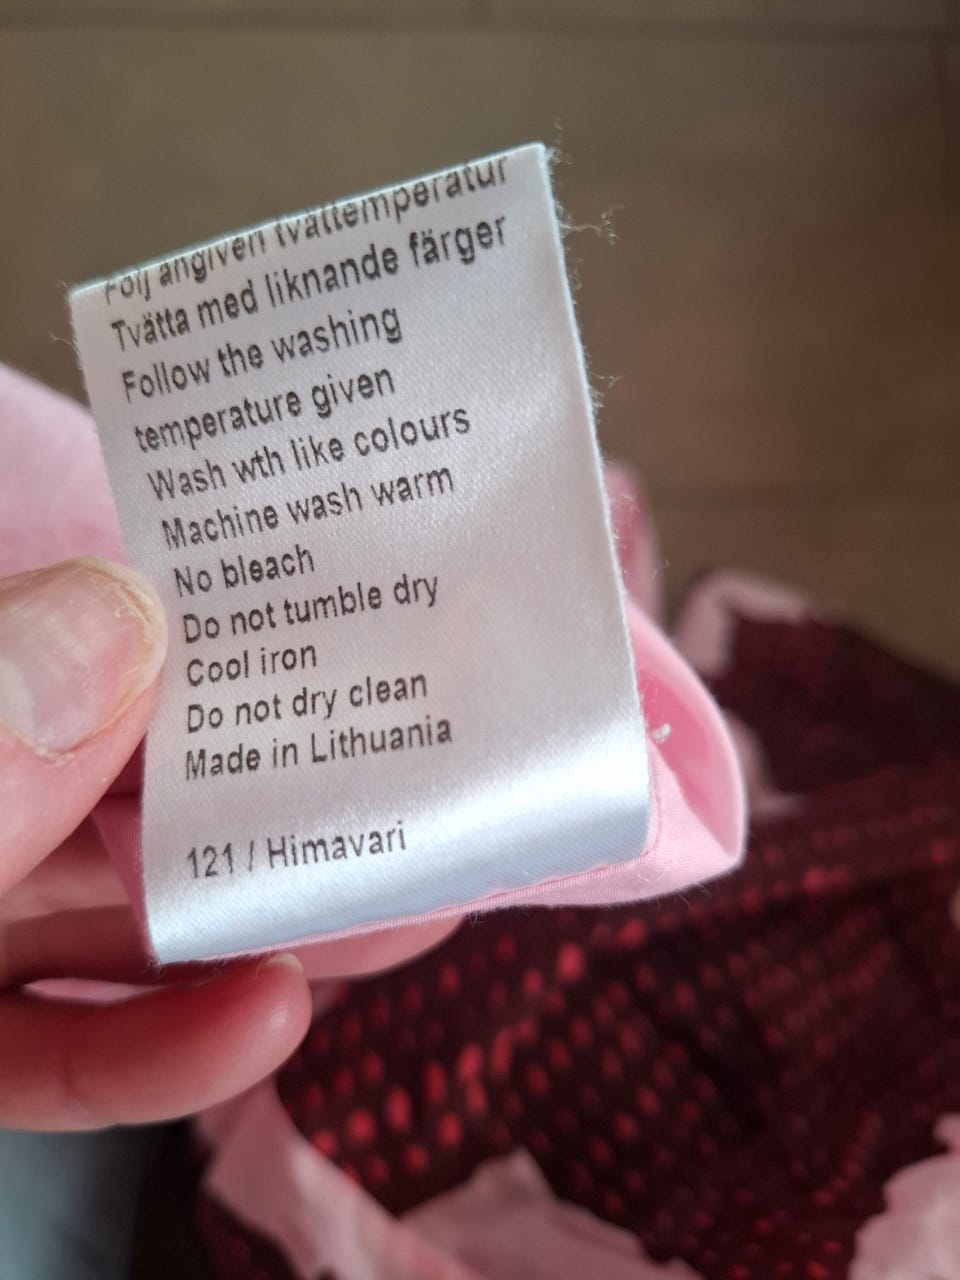 Följ angiven tvättemperatur
Tvätta med liknande färger
Follow the washing
temperature given
Wash wth like colours
Machine wash warm
No bleach
Do not tumble dry
Cool iron
Do not dry clean
Made in Lithuania
121 / Himavari